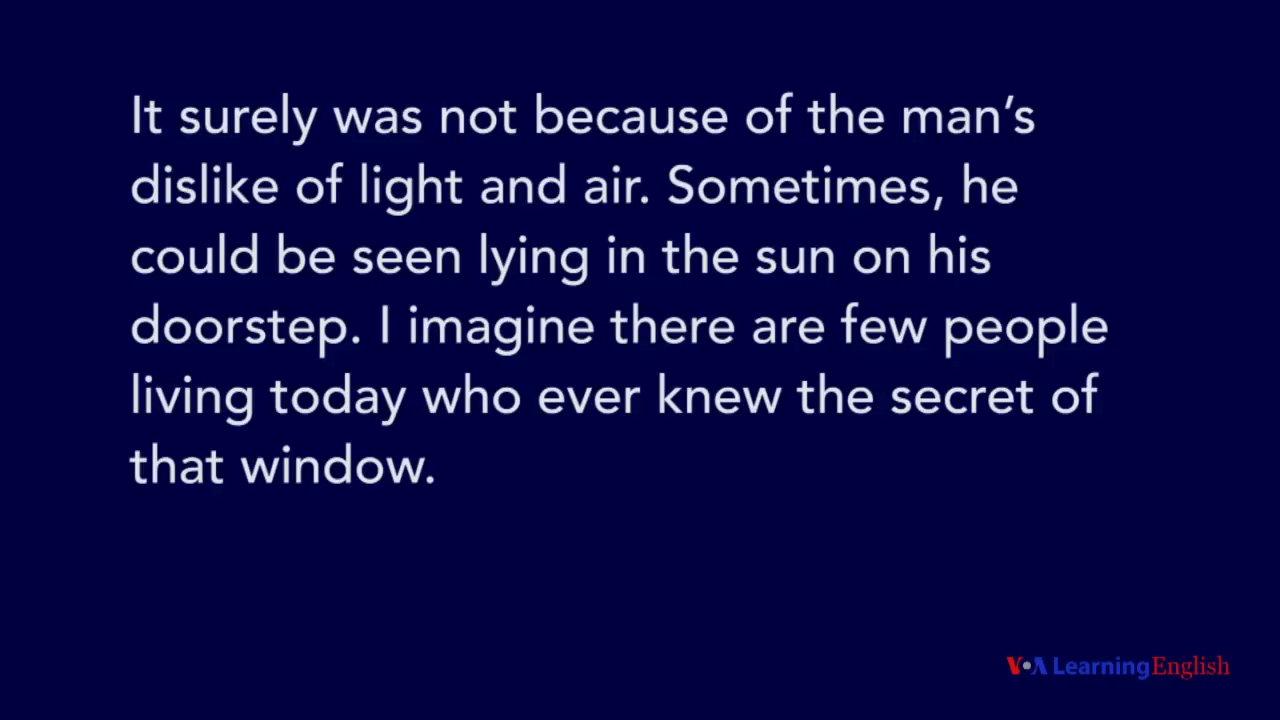 It surely was not because of the man’s
dislike of light and air. Sometimes, he
could be seen lying in the sun on his
doorstep. I imagine there are few people
living today who ever knew the secret of
that window.
VOA Learning English